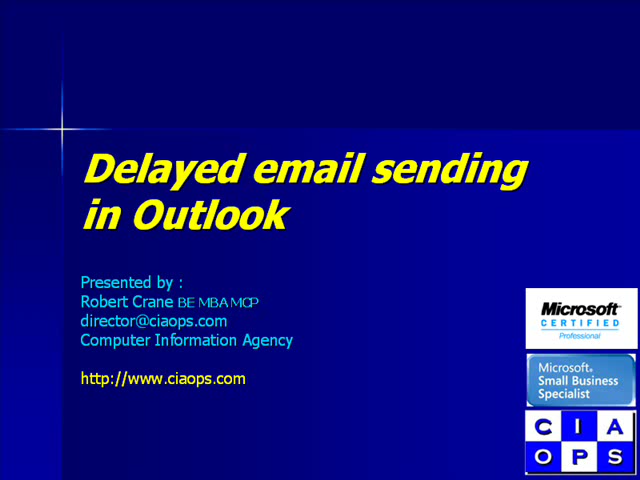 Delayed email sending
in Outlook
Presented by :
Robert Crane BE MBA MCP
director@ciaops.com
Computer Information Agency
http://www.ciaops.com
Microsoft
CERTIFIED
Professional
Microsoft®
Small Business
Specialist
C I A
O P S